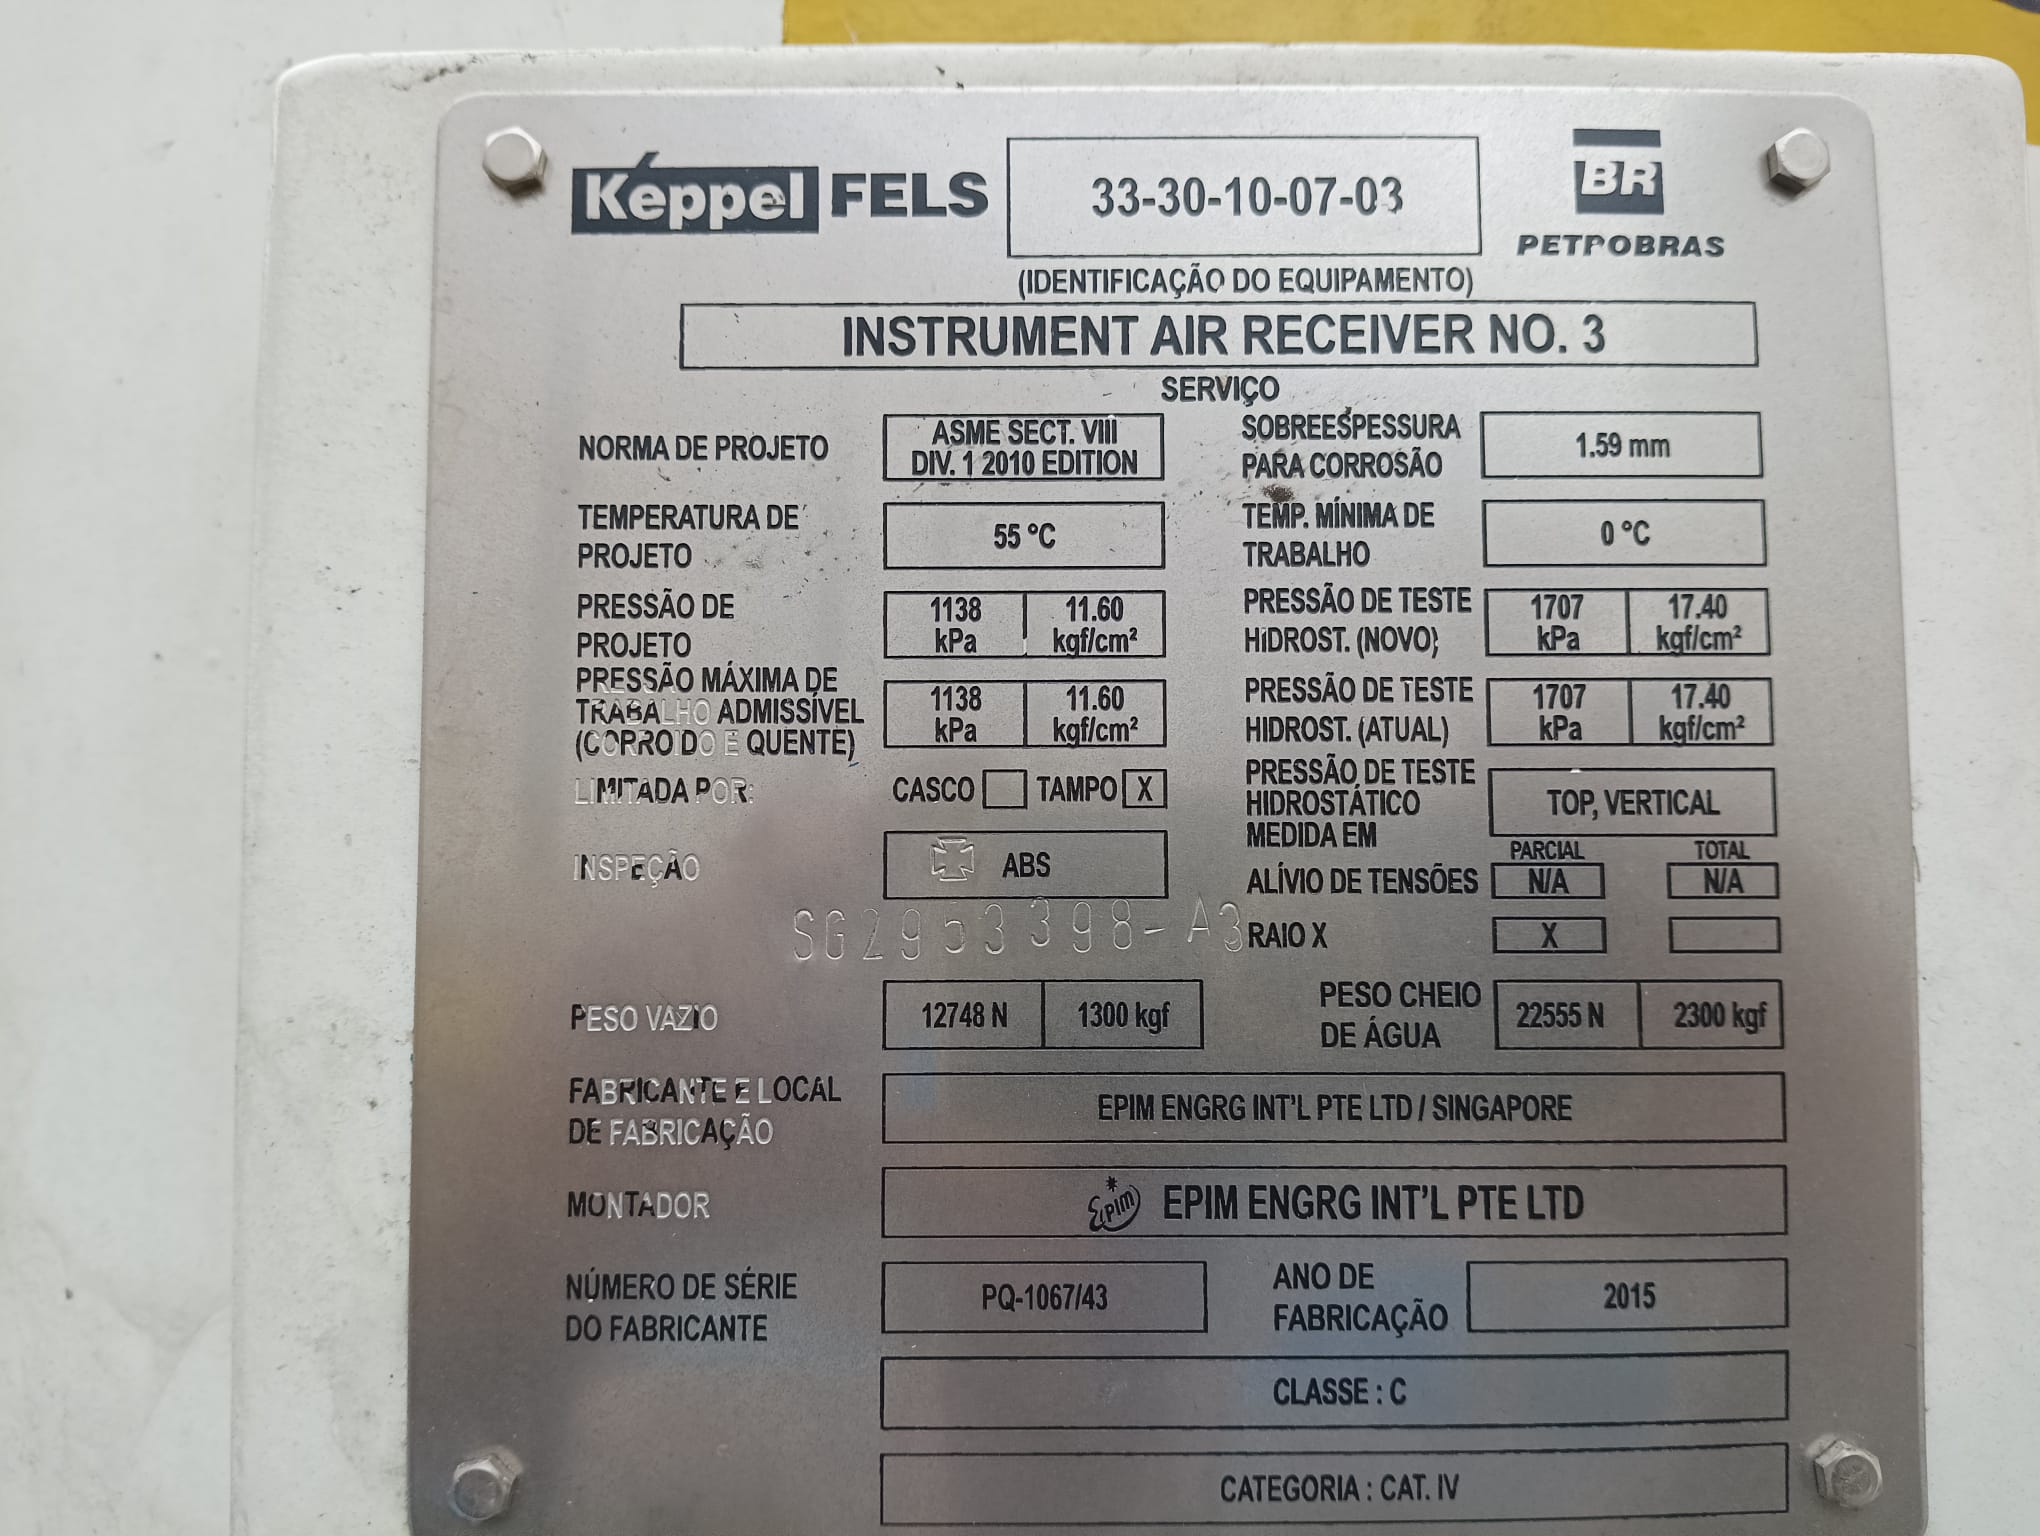 Keppel FELS
33-30-10-07-03
BR
PETROBRAS
(IDENTIFICAÇÃO DO EQUIPAMENTO)
INSTRUMENT AIR RECEIVER NO. 3
SERVIÇO
NORMA DE PROJETO
ASME SECT. VIII
DIV. 1 2010 EDITION
SOBREESPESSURA
PARA CORROSÃO
1.59 mm
TEMPERATURA DE
PROJETO
55 °C
TEMP. MÍNIMA DE
TRABALHO
0 °C
PRESSÃO DE
PROJETO
1138
kPa
11.60
kgf/cm²
PRESSÃO DE TESTE
HIDROST. (NOVO)
1707
kPa
17.40
kgf/cm²
PRESSÃO MÁXIMA DE
TRABALHO ADMISSÍVEL
(CORROIDO E QUENTE)
1138
kPa
11.60
kgf/cm²
PRESSÃO DE TESTE
HIDROST. (ATUAL)
1707
kPa
17.40
kgf/cm²
LIMITADA POR:
CASCO TAMPO X
PRESSÃO DE TESTE
HIDROSTÁTICO
MEDIDA EM
TOP, VERTICAL
INSPEÇÃO
ABS
PARCIAL TOTAL
ALÍVIO DE TENSÕES N/A N/A
SG2953398-A3
RAIO X X
PESO VAZIO
12748 N 1300 kgf
PESO CHEIO
DE ÁGUA
22555 N 2300 kgf
FABRICANTE E LOCAL
DE FABRICAÇÃO
EPIM ENGRG INT'L PTE LTD / SINGAPORE
MONTADOR
EPIM EPIM ENGRG INT'L PTE LTD
NÚMERO DE SÉRIE
DO FABRICANTE
PQ-1067/43
ANO DE
FABRICAÇÃO
2015
CLASSE : C
CATEGORIA : CAT. IV